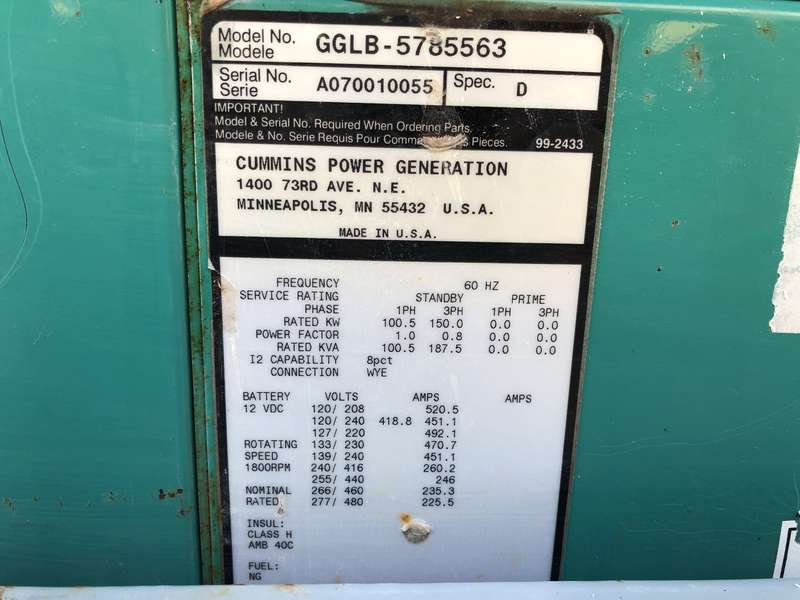 Model No. GGLB-5785563
Modele
Serial No. A070010055 Spec. D
Serie
IMPORTANT!
Model & Serial No. Required When Ordering Parts.
Modele & No. Serie Requis Pour Pieces. 99-2433
CUMMINS POWER GENERATION
1400 73RD AVE. N.E.
MINNEAPOLIS, MN 55432 U.S.A.
MADE IN U.S.A.
FREQUENCY 60 HZ
SERVICE RATING STANDBY PRIME
PHASE 1PH 3PH 1PH 3PH
RATED KW 100.5 150.0 0.0 0.0
POWER FACTOR 1.0 0.8 0.0 0.0
RATED KVA 100.5 187.5 0.0 0.0
I2 CAPABILITY 8pct
CONNECTION WYE
BATTERY VOLTS AMPS AMPS
12 VDC 120/ 208 520.5
120/ 240 418.8 451.1
127/ 220 492.1
ROTATING 133/ 230 470.7
SPEED 139/ 240 451.1
1800RPM 240/ 416 260.2
255/ 440 246
NOMINAL 266/ 460 235.3
RATED 277/ 480 225.5
INSUL:
CLASS H
AMB 40C
FUEL:
NG